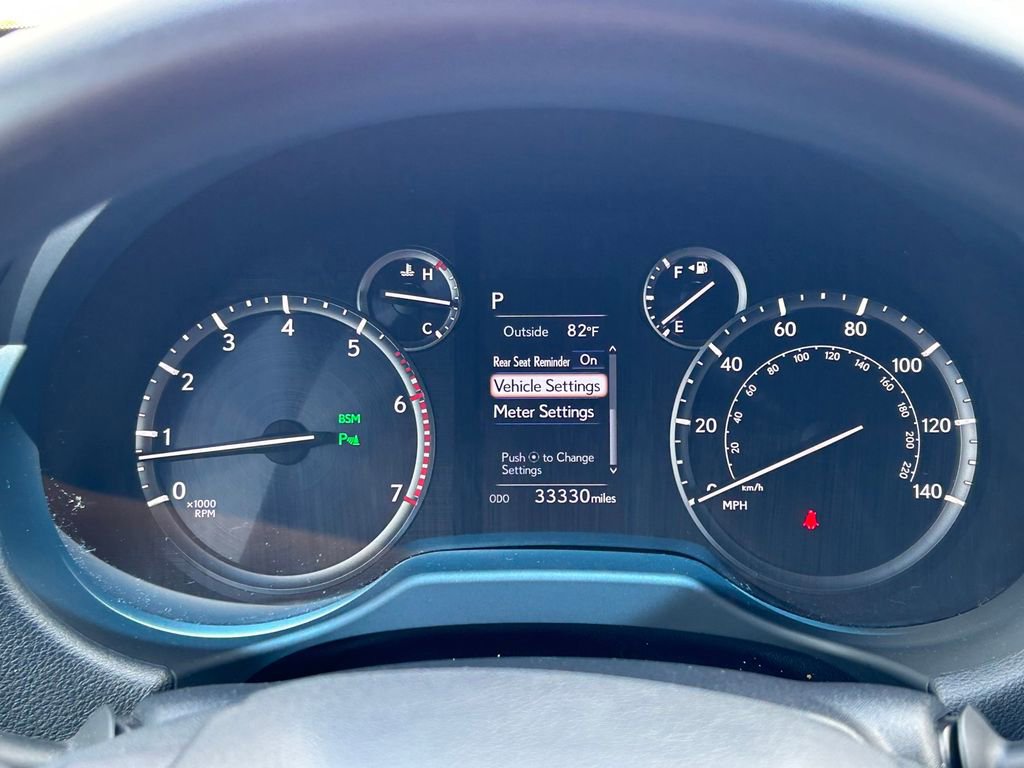 H
C
P
F
E
Outside 82°F
Rear Seat Reminder On
Vehicle Settings
Meter Settings
Push to Change
Settings
ODO 33330 miles
0
1
2
3
4
5
6
7
x1000
RPM
BSM
P
0
20
40
60
80
100
120
140
MPH
20
40
60
80
100
120
140
160
180
200
220
km/h